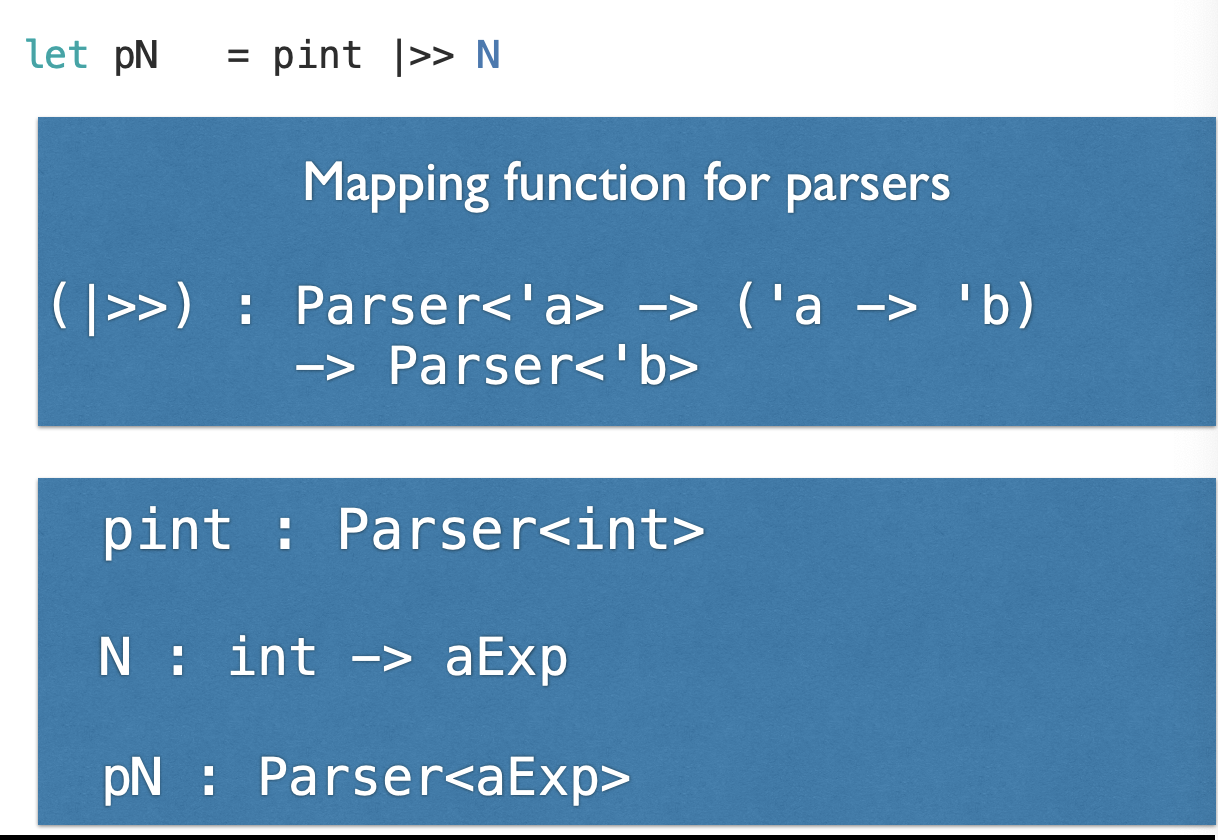 let pN   = pint |>> N
Mapping function for parsers
(|>>) : Parser<'a> –> ('a –> 'b)
–> Parser<'b>
pint : Parser<int>
N : int –> aExp
pN : Parser<aExp>